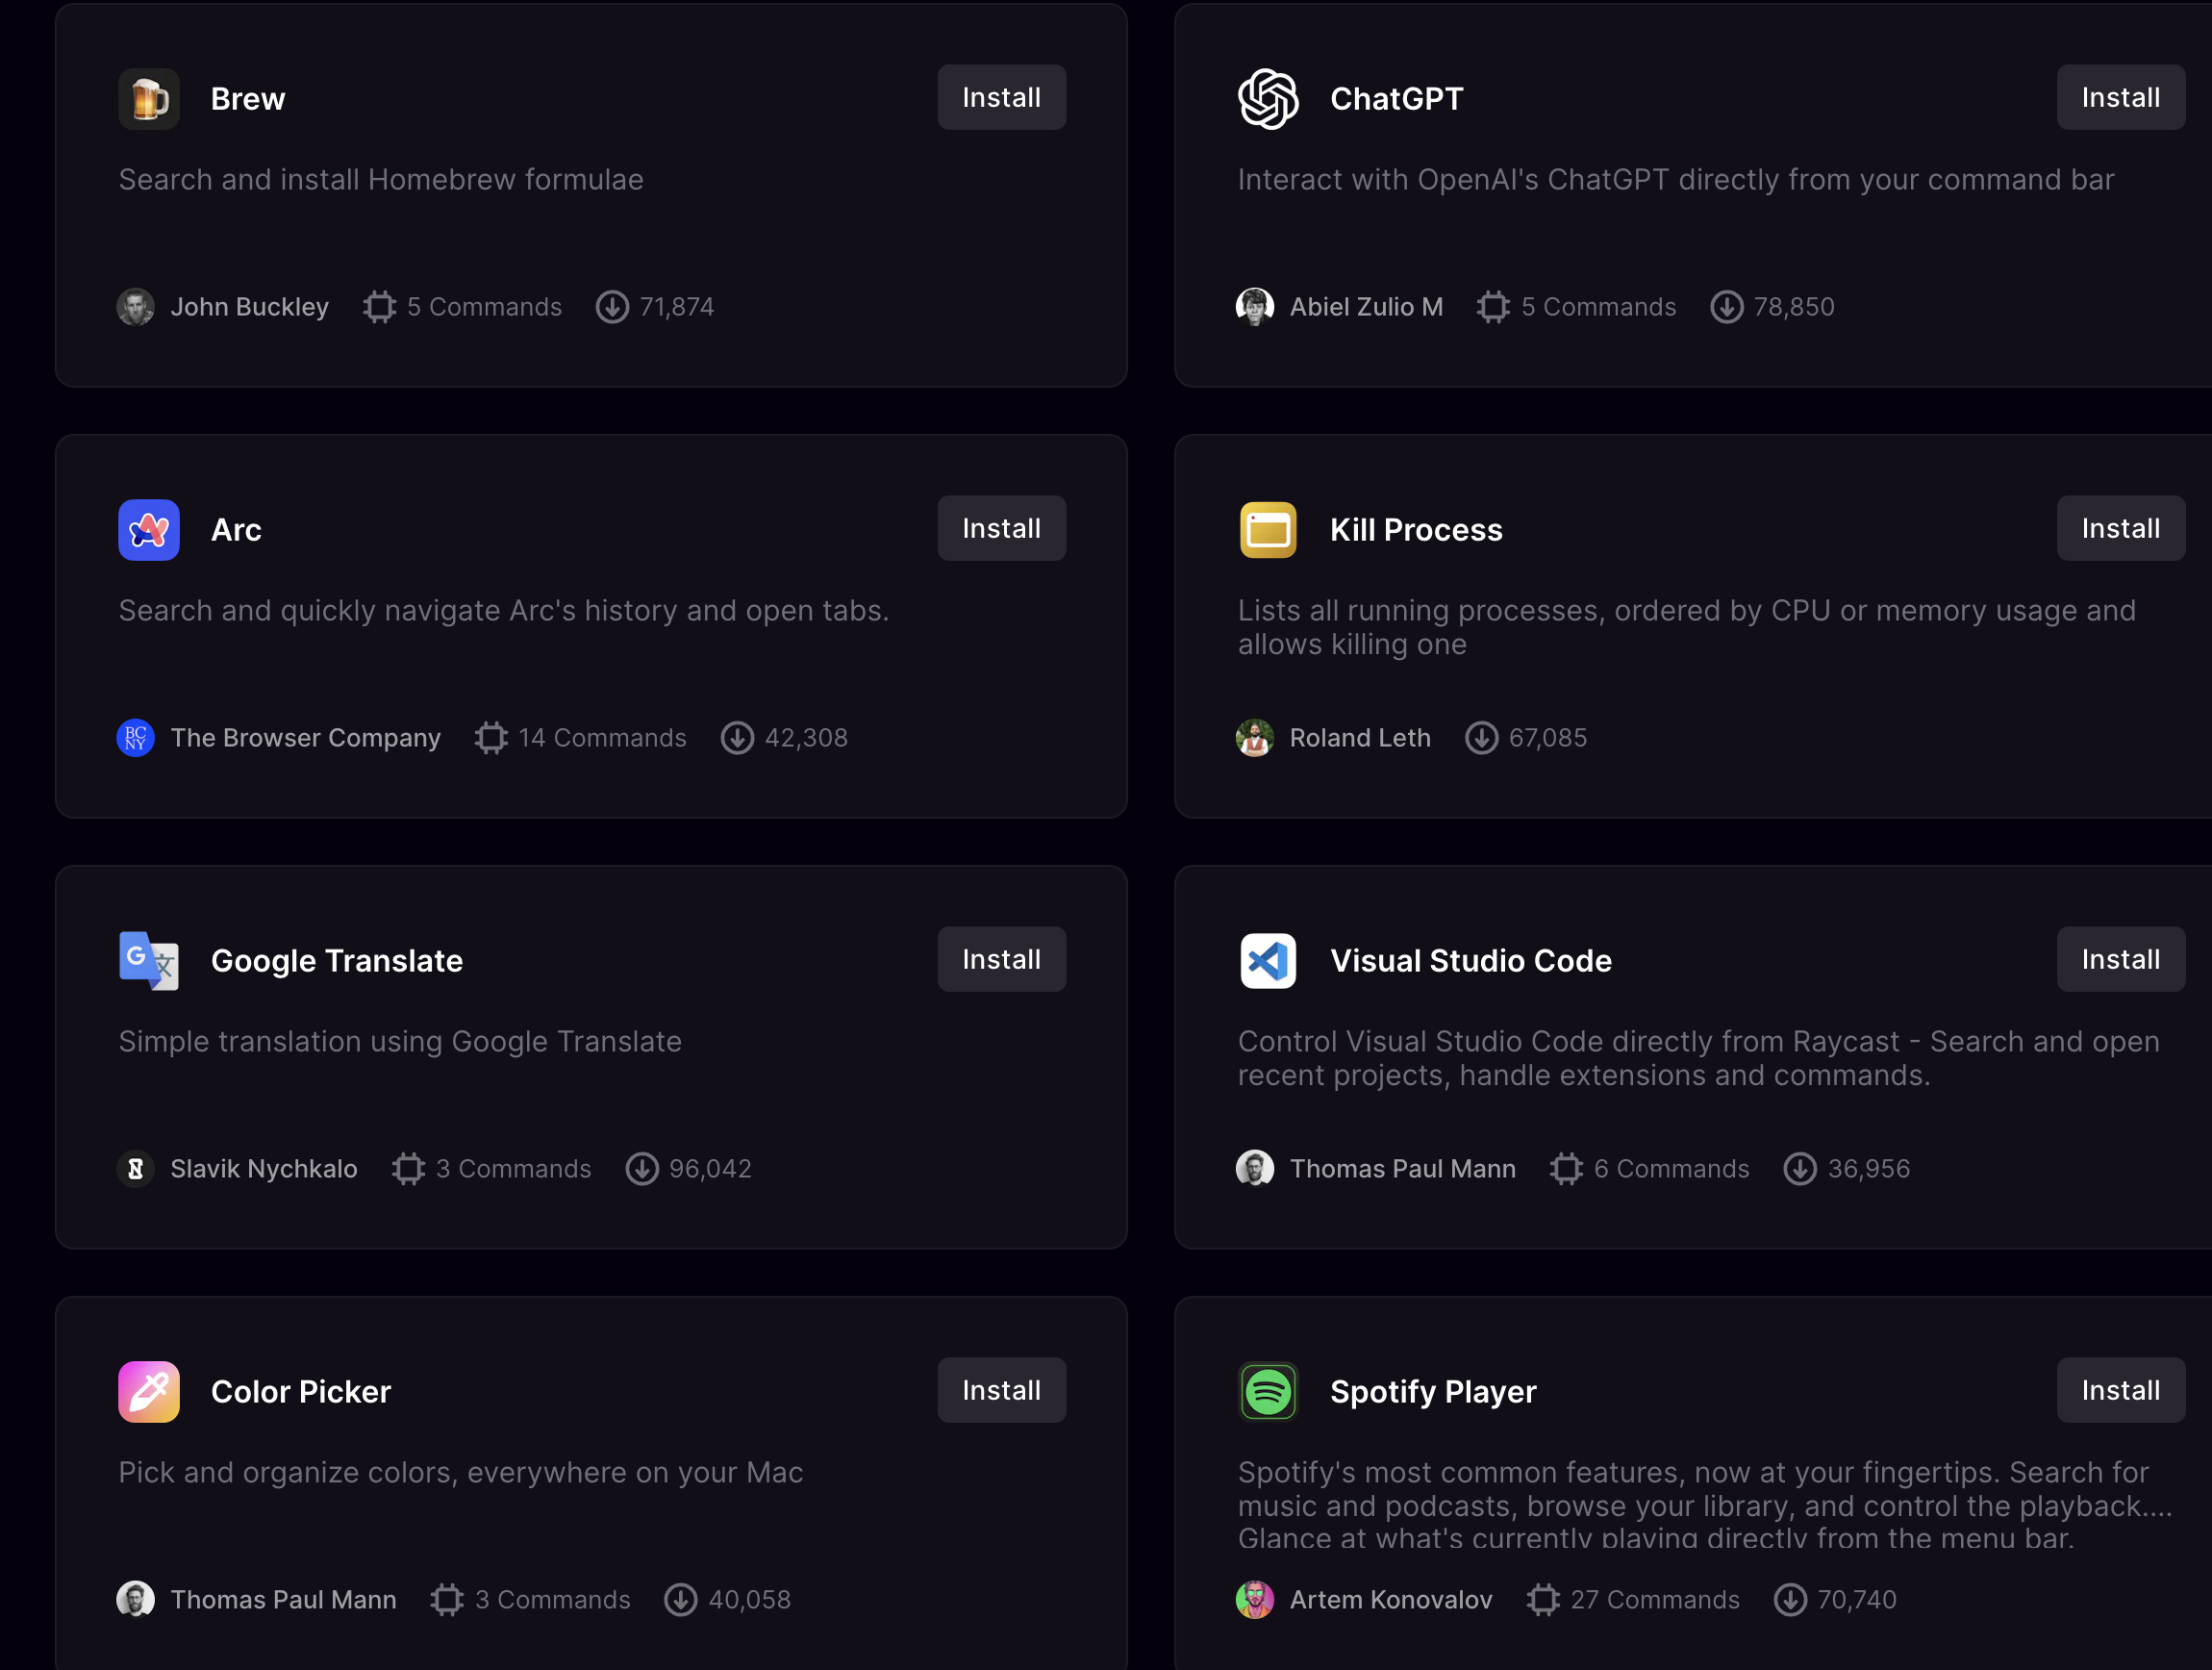 Brew
Install
Search and install Homebrew formulae
John Buckley 5 Commands 71,874
ChatGPT
Install
Interact with OpenAI's ChatGPT directly from your command bar
Abiel Zulio M 5 Commands 78,850
Arc
Install
Search and quickly navigate Arc's history and open tabs.
BC
NY
The Browser Company 14 Commands 42,308
Kill Process
Install
Lists all running processes, ordered by CPU or memory usage and
allows killing one
Roland Leth 67,085
G 文
Google Translate
Install
Simple translation using Google Translate
Slavik Nychkalo 3 Commands 96,042
Visual Studio Code
Install
Control Visual Studio Code directly from Raycast - Search and open
recent projects, handle extensions and commands.
Thomas Paul Mann 6 Commands 36,956
Color Picker
Install
Pick and organize colors, everywhere on your Mac
Thomas Paul Mann 3 Commands 40,058
Spotify Player
Install
Spotify's most common features, now at your fingertips. Search for
music and podcasts, browse your library, and control the playback....
Glance at what's currently playing directly from the menu bar.
Artem Konovalov 27 Commands 70,740